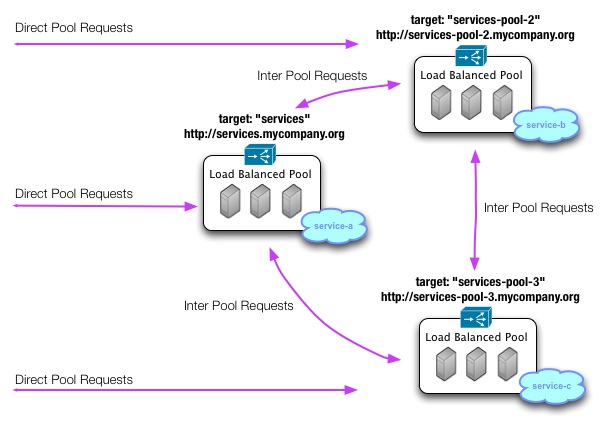 Direct Pool Requests
target: "services-pool-2"
http://services-pool-2.mycompany.org
Load Balanced Pool
service-b
Inter Pool Requests
target: "services"
http://services.mycompany.org
Load Balanced Pool
service-a
Direct Pool Requests
Inter Pool Requests
target: "services-pool-3"
http://services-pool-3.mycompany.org
Inter Pool Requests
Load Balanced Pool
service-c
Direct Pool Requests